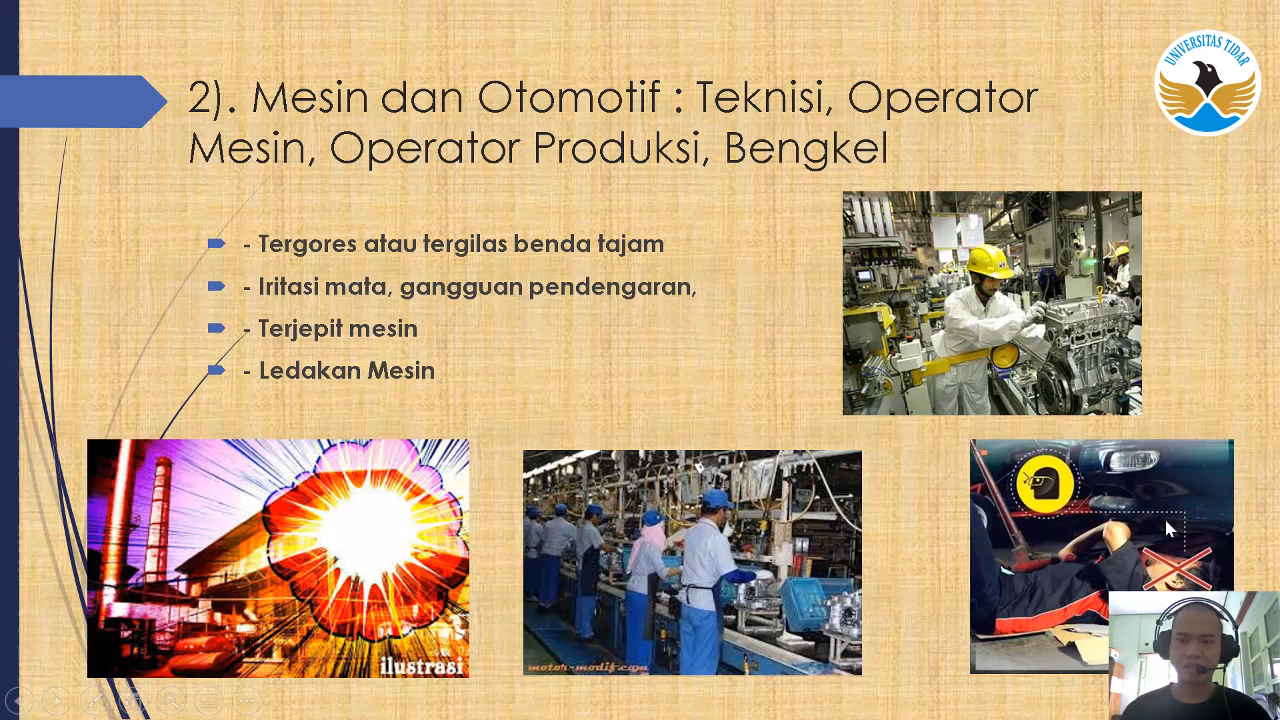 UNIVERSITAS TIDAR
2). Mesin dan Otomotif : Teknisi, Operator
Mesin, Operator Produksi, Bengkel
- Tergores atau tergilas benda tajam
- Iritasi mata, gangguan pendengaran,
- Terjepit mesin
- Ledakan Mesin
ilustrasi
motor-modif.com